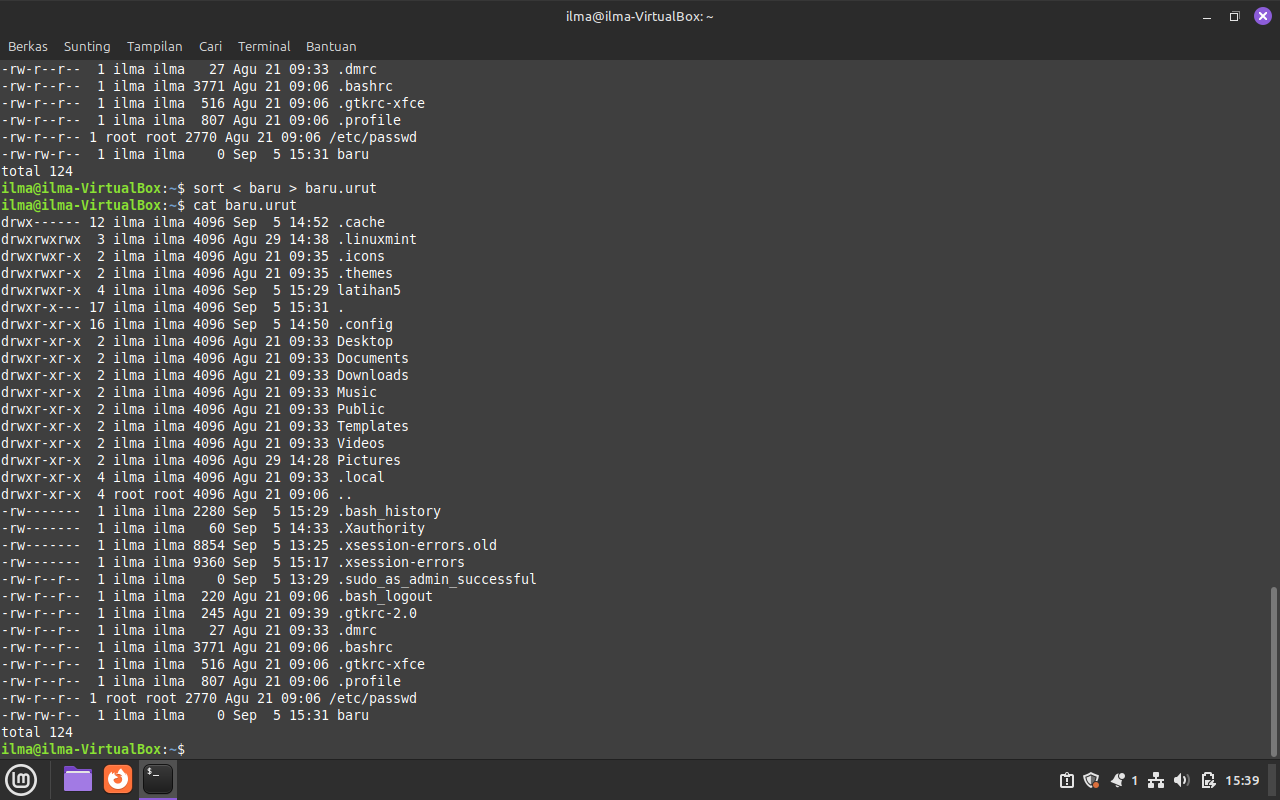 ilma@ilma-VirtualBox: ~
Berkas Sunting Tampilan Cari Terminal Bantuan
-rw-r--r--  1 ilma ilma   27 Agu 21 09:33 .dmrc
-rw-r--r--  1 ilma ilma 3771 Agu 21 09:06 .bashrc
-rw-r--r--  1 ilma ilma  516 Agu 21 09:06 .gtkrc-xfce
-rw-r--r--  1 ilma ilma  807 Agu 21 09:06 .profile
-rw-r--r-- 1 root root 2770 Agu 21 09:06 /etc/passwd
-rw-rw-r--  1 ilma ilma    0 Sep  5 15:31 baru
total 124
ilma@ilma-VirtualBox:~$ sort < baru > baru.urut
ilma@ilma-VirtualBox:~$ cat baru.urut
drwx------ 12 ilma ilma 4096 Sep  5 14:52 .cache
drwxrwxrwx  3 ilma ilma 4096 Agu 29 14:38 .linuxmint
drwxrwxr-x  2 ilma ilma 4096 Agu 21 09:35 .icons
drwxrwxr-x  2 ilma ilma 4096 Agu 21 09:35 .themes
drwxrwxr-x  4 ilma ilma 4096 Sep  5 15:29 latihan5
drwxr-x--- 17 ilma ilma 4096 Sep  5 15:31 .
drwxr-xr-x 16 ilma ilma 4096 Sep  5 14:50 .config
drwxr-xr-x  2 ilma ilma 4096 Agu 21 09:33 Desktop
drwxr-xr-x  2 ilma ilma 4096 Agu 21 09:33 Documents
drwxr-xr-x  2 ilma ilma 4096 Agu 21 09:33 Downloads
drwxr-xr-x  2 ilma ilma 4096 Agu 21 09:33 Music
drwxr-xr-x  2 ilma ilma 4096 Agu 21 09:33 Public
drwxr-xr-x  2 ilma ilma 4096 Agu 21 09:33 Templates
drwxr-xr-x  2 ilma ilma 4096 Agu 21 09:33 Videos
drwxr-xr-x  2 ilma ilma 4096 Agu 29 14:28 Pictures
drwxr-xr-x  4 ilma ilma 4096 Agu 21 09:33 .local
drwxr-xr-x  4 root root 4096 Agu 21 09:06 ..
-rw-------  1 ilma ilma 2280 Sep  5 15:29 .bash_history
-rw-------  1 ilma ilma   60 Sep  5 14:33 .Xauthority
-rw-------  1 ilma ilma 8854 Sep  5 13:25 .xsession-errors.old
-rw-------  1 ilma ilma 9360 Sep  5 15:17 .xsession-errors
-rw-r--r--  1 ilma ilma    0 Sep  5 13:29 .sudo_as_admin_successful
-rw-r--r--  1 ilma ilma  220 Agu 21 09:06 .bash_logout
-rw-r--r--  1 ilma ilma  245 Agu 21 09:39 .gtkrc-2.0
-rw-r--r--  1 ilma ilma   27 Agu 21 09:33 .dmrc
-rw-r--r--  1 ilma ilma 3771 Agu 21 09:06 .bashrc
-rw-r--r--  1 ilma ilma  516 Agu 21 09:06 .gtkrc-xfce
-rw-r--r--  1 ilma ilma  807 Agu 21 09:06 .profile
-rw-r--r-- 1 root root 2770 Agu 21 09:06 /etc/passwd
-rw-rw-r--  1 ilma ilma    0 Sep  5 15:31 baru
total 124
ilma@ilma-VirtualBox:~$
1 15:39